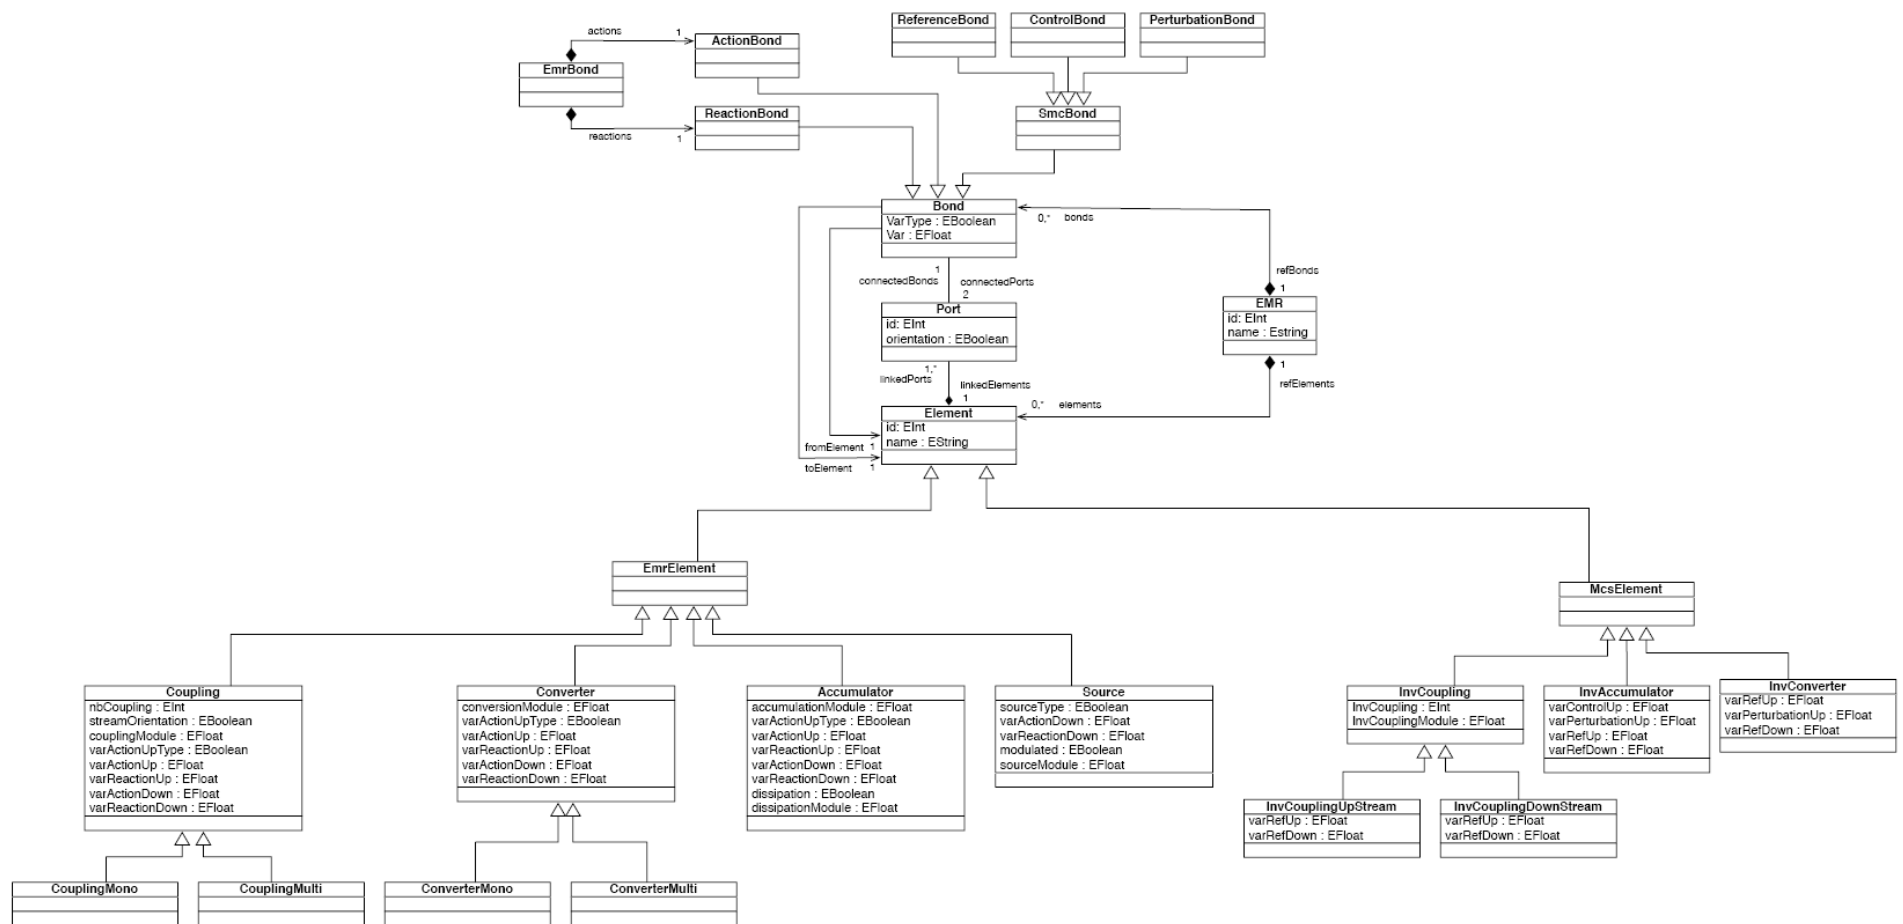 ReferenceBond
ControlBond
PerturbationBond
actions
1
ActionBond
EmrBond
reactions
1
ReactionBond
SmcBond
Bond
VarType : EBoolean
Var : EFloat
0,* bonds
1
connectedBonds
connectedPorts
2
refBonds
1
EMR
id: EInt
name : Estring
1
refElements
Port
id: EInt
orientation : EBoolean
1,*
linkedPorts
linkedElements
1
0,* elements
Element
id: EInt
name : EString
fromElement 1
toElement 1
EmrElement
McsElement
Coupling
nbCoupling : EInt
streamOrientation : EBoolean
couplingModule : EFloat
varActionUpType : EBoolean
varActionUp : EFloat
varReactionUp : EFloat
varActionDown : EFloat
varReactionDown : EFloat
Converter
conversionModule : EFloat
varActionUpType : EBoolean
varActionUp : EFloat
varReactionUp : EFloat
varActionDown : EFloat
varReactionDown : EFloat
Accumulator
accumulationModule : EFloat
varActionUpType : EBoolean
varActionUp : EFloat
varReactionUp : EFloat
varActionDown : EFloat
varReactionDown : EFloat
dissipation : EBoolean
dissipationModule : EFloat
Source
sourceType : EBoolean
varActionDown : EFloat
varReactionDown : EFloat
modulated : EBoolean
sourceModule : EFloat
InvCoupling
InvCoupling : EInt
InvCouplingModule : EFloat
InvAccumulator
varControlUp : EFloat
varPerturbationUp : EFloat
varRefUp : EFloat
varRefDown : EFloat
InvConverter
varRefUp : EFloat
varPerturbationUp : EFloat
varRefDown : EFloat
InvCouplingUpStream
varRefUp : EFloat
varRefDown : EFloat
InvCouplingDownStream
varRefUp : EFloat
varRefDown : EFloat
CouplingMono
CouplingMulti
ConverterMono
ConverterMulti